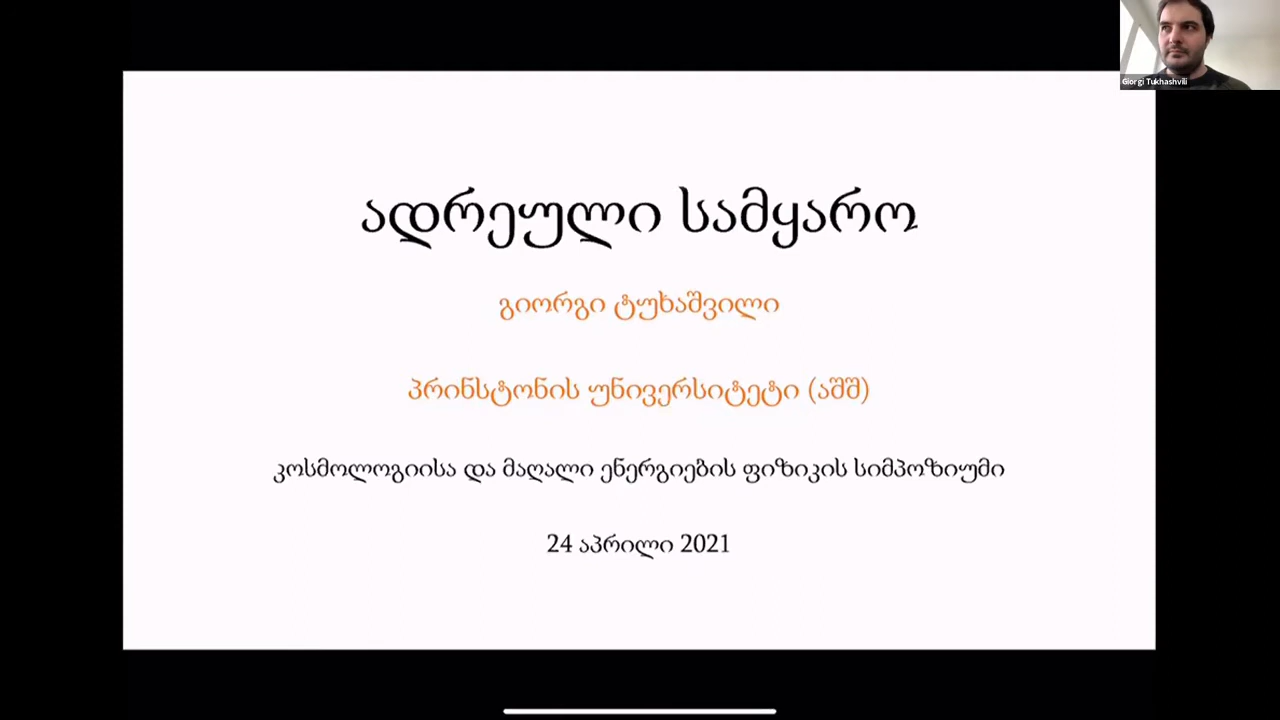 Giorgi Tukhashvili
ადრეული სამყარო
გიორგი ტუხაშვილი
პრინსტონის უნივერსიტეტი (აშშ)
კოსმოლოგიისა და მაღალი ენერგიების ფიზიკის სიმპოზიუმი
24 აპრილი 2021